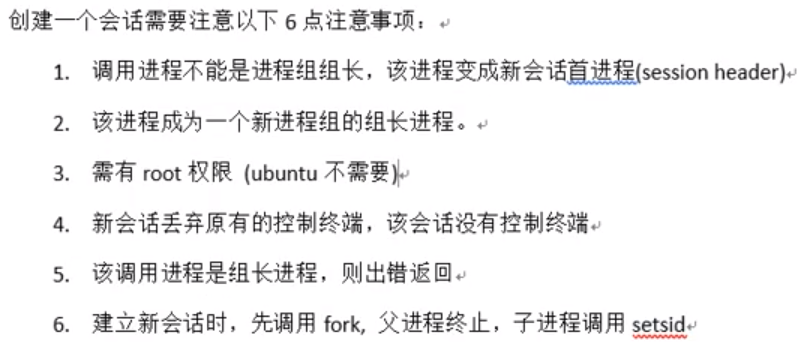 创建一个会话需要注意以下 6 点注意事项：
1. 调用进程不能是进程组组长，该进程变成新会话首进程(session header)
2. 该进程成为一个新进程组的组长进程。
3. 需有 root 权限 (ubuntu 不需要)
4. 新会话丢弃原有的控制终端，该会话没有控制终端
5. 该调用进程是组长进程，则出错返回
6. 建立新会话时，先调用 fork, 父进程终止，子进程调用 setsid